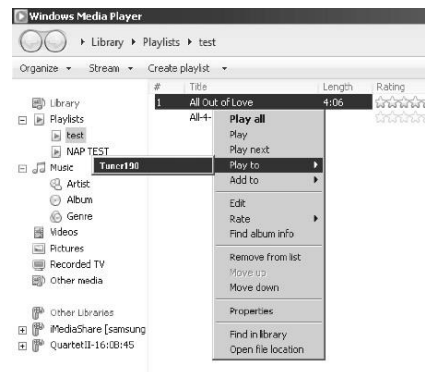 Windows Media Player
Library ▸ Playlists ▸ test
Organize Stream Create playlist
# Title Length Rating
1 All Out of Love 4:06
All-4-
Library
Playlists
test
NAP TEST
Music
Artist
Album
Genre
Videos
Pictures
Recorded TV
Other media
Other Libraries
iMediaShare [samsung
QuartetII-16:0B:45
Tuner190
Play all
Play
Play next
Play to
Add to
Edit
Rate
Find album info
Remove from list
Move up
Move down
Properties
Find in library
Open file location